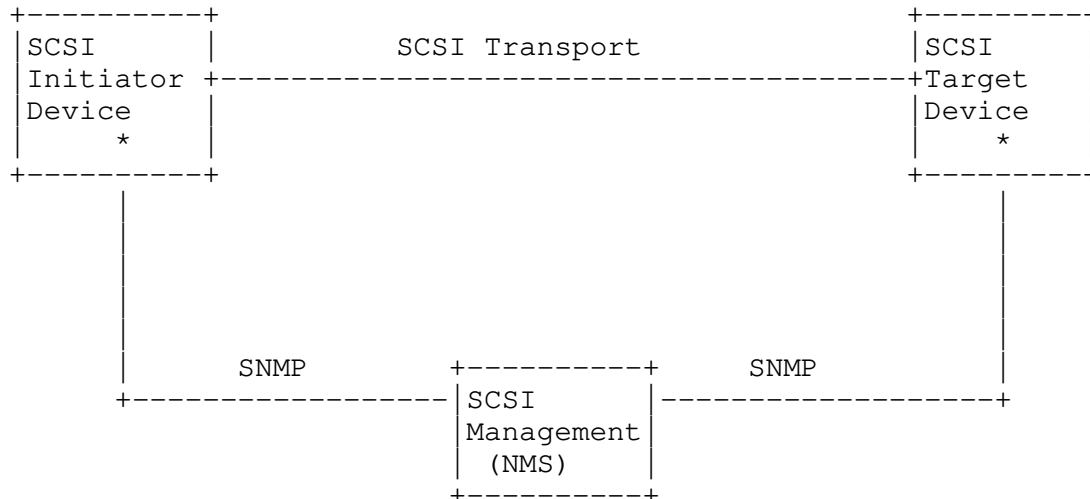 SCSI SCSI Transport SCSI
Initiator Target
Device Device
* *
SNMP SNMP
SCSI
Management
(NMS)